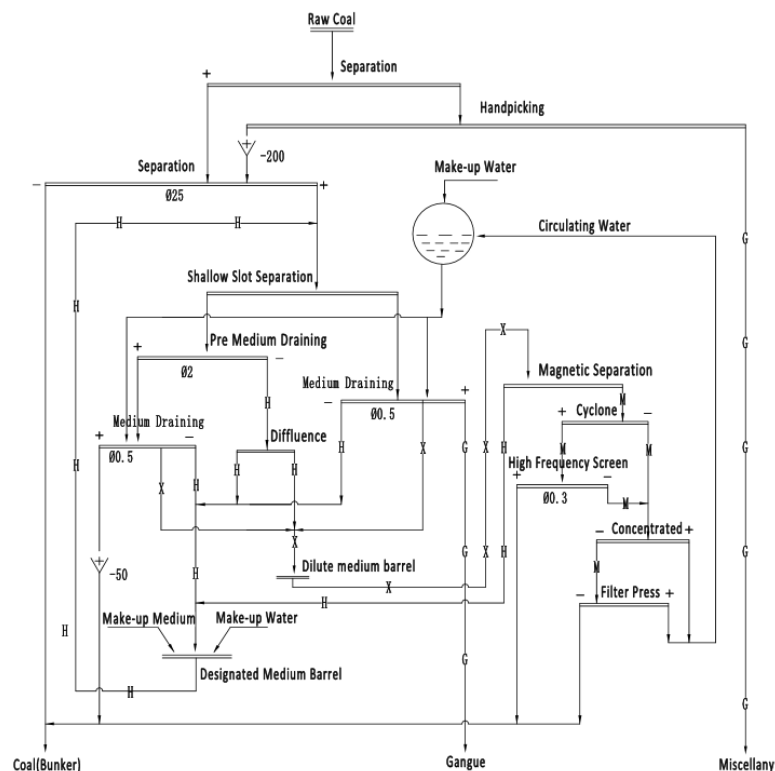 Raw Coal
Separation
+
Handpicking
+
-200
Separation
Make-up Water
-
+
Ø25
H
H
Circulating Water
G
Shallow Slot Separation
H
X
Pre Medium Draining
+
-
Magnetic Separation
Ø2
Medium Draining
+
G
M
-
H
Ø0.5
+
Cyclone
-
Medium Draining
Diffluence
X
H
+
-
H
X
G
M
M
Ø0.5
High Frequency Screen
+
-
H
X
H
H
H
Ø0.3
M
G
-
Concentrated
+
X
X
H
G
+
-50
H
Dilute medium barrel
M
X
-
Filter Press
+
H
Make-up Medium
Make-up Water
H
G
Designated Medium Barrel
H
G
Coal(Bunker)
Gangue
Miscellany